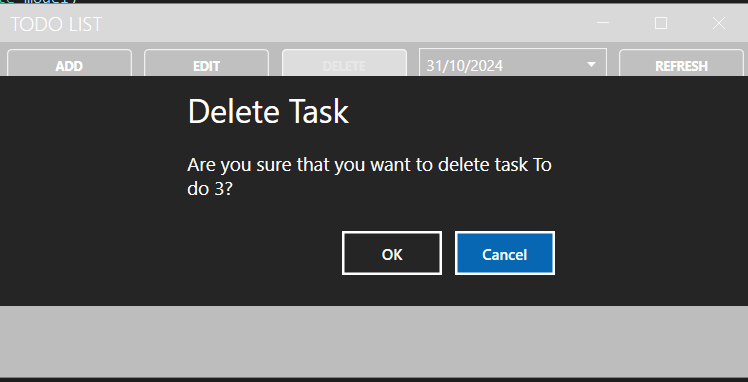 TODO LIST
ADD EDIT DELETE 31/10/2024 REFRESH
Delete Task
Are you sure that you want to delete task To
do 3?
OK Cancel